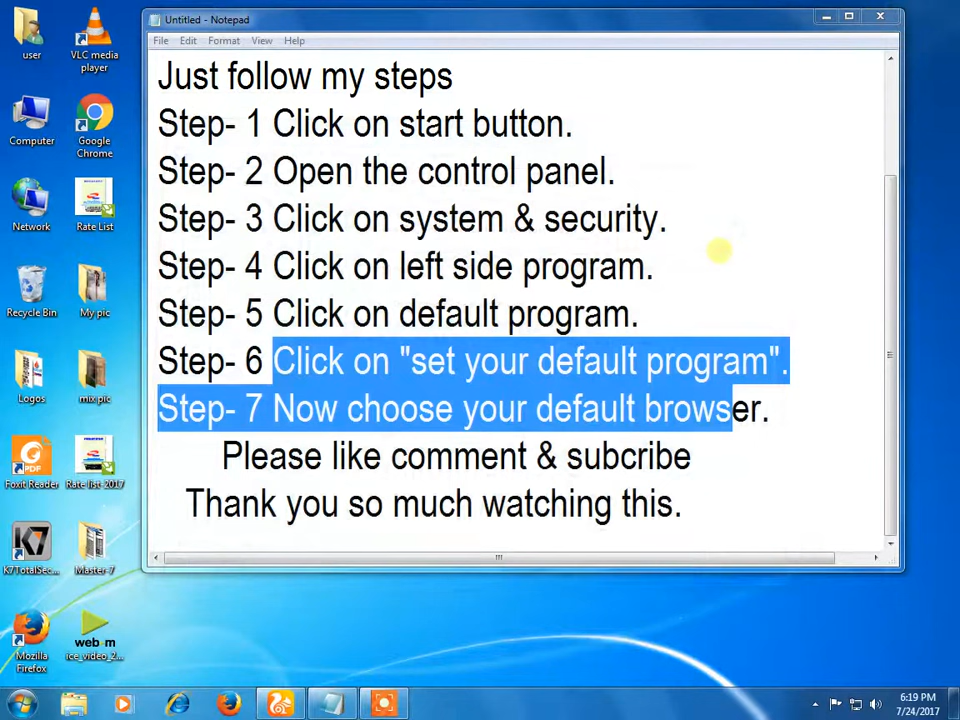 Untitled - Notepad
File Edit Format View Help
Just follow my steps
Step- 1 Click on start button.
Step- 2 Open the control panel.
Step- 3 Click on system & security.
Step- 4 Click on left side program.
Step- 5 Click on default program.
Step- 6 Click on "set your default program".
Step- 7 Now choose your default browser.
Please like comment & subcribe
Thank you so much watching this.
user
VLC media
player
Computer
Google
Chrome
Network
Rate List
Recycle Bin
My pic
Logos
mix pic
PDF
Foxit Reader
Rate list-2017
K7
K7TotalSec...
Master-7
Mozilla
Firefox
web-m
ice_video_2...
6:19 PM
7/24/2017